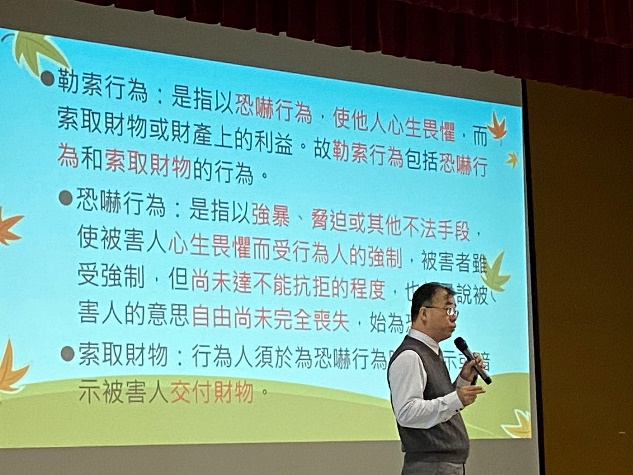 ●勒索行為：是指以恐嚇行為，使他人心生畏懼，而
索取財物或財產上的利益。故勒索行為包括恐嚇行
為和索取財物的行為。
●恐嚇行為：是指以強暴、脅迫或其他不法手段，
使被害人心生畏懼而受行為人的強制，被害者雖
受強制，但尚未達不能抗拒的程度，也 說被
害人的意思自由尚未完全喪失，始為
●索取財物：行為人須於為恐嚇行為 示或暗
示被害人交付財物。